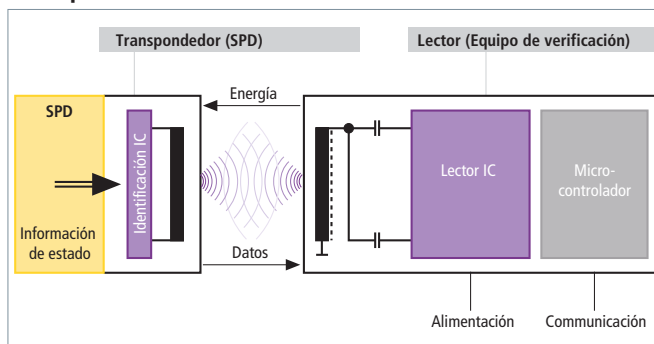 Transpondedor (SPD)
Lector (Equipo de verificación)
Energía
SPD
Identificación IC
Lector IC
Micro-
controlador
Información
de estado
Datos
Alimentación
Communicación